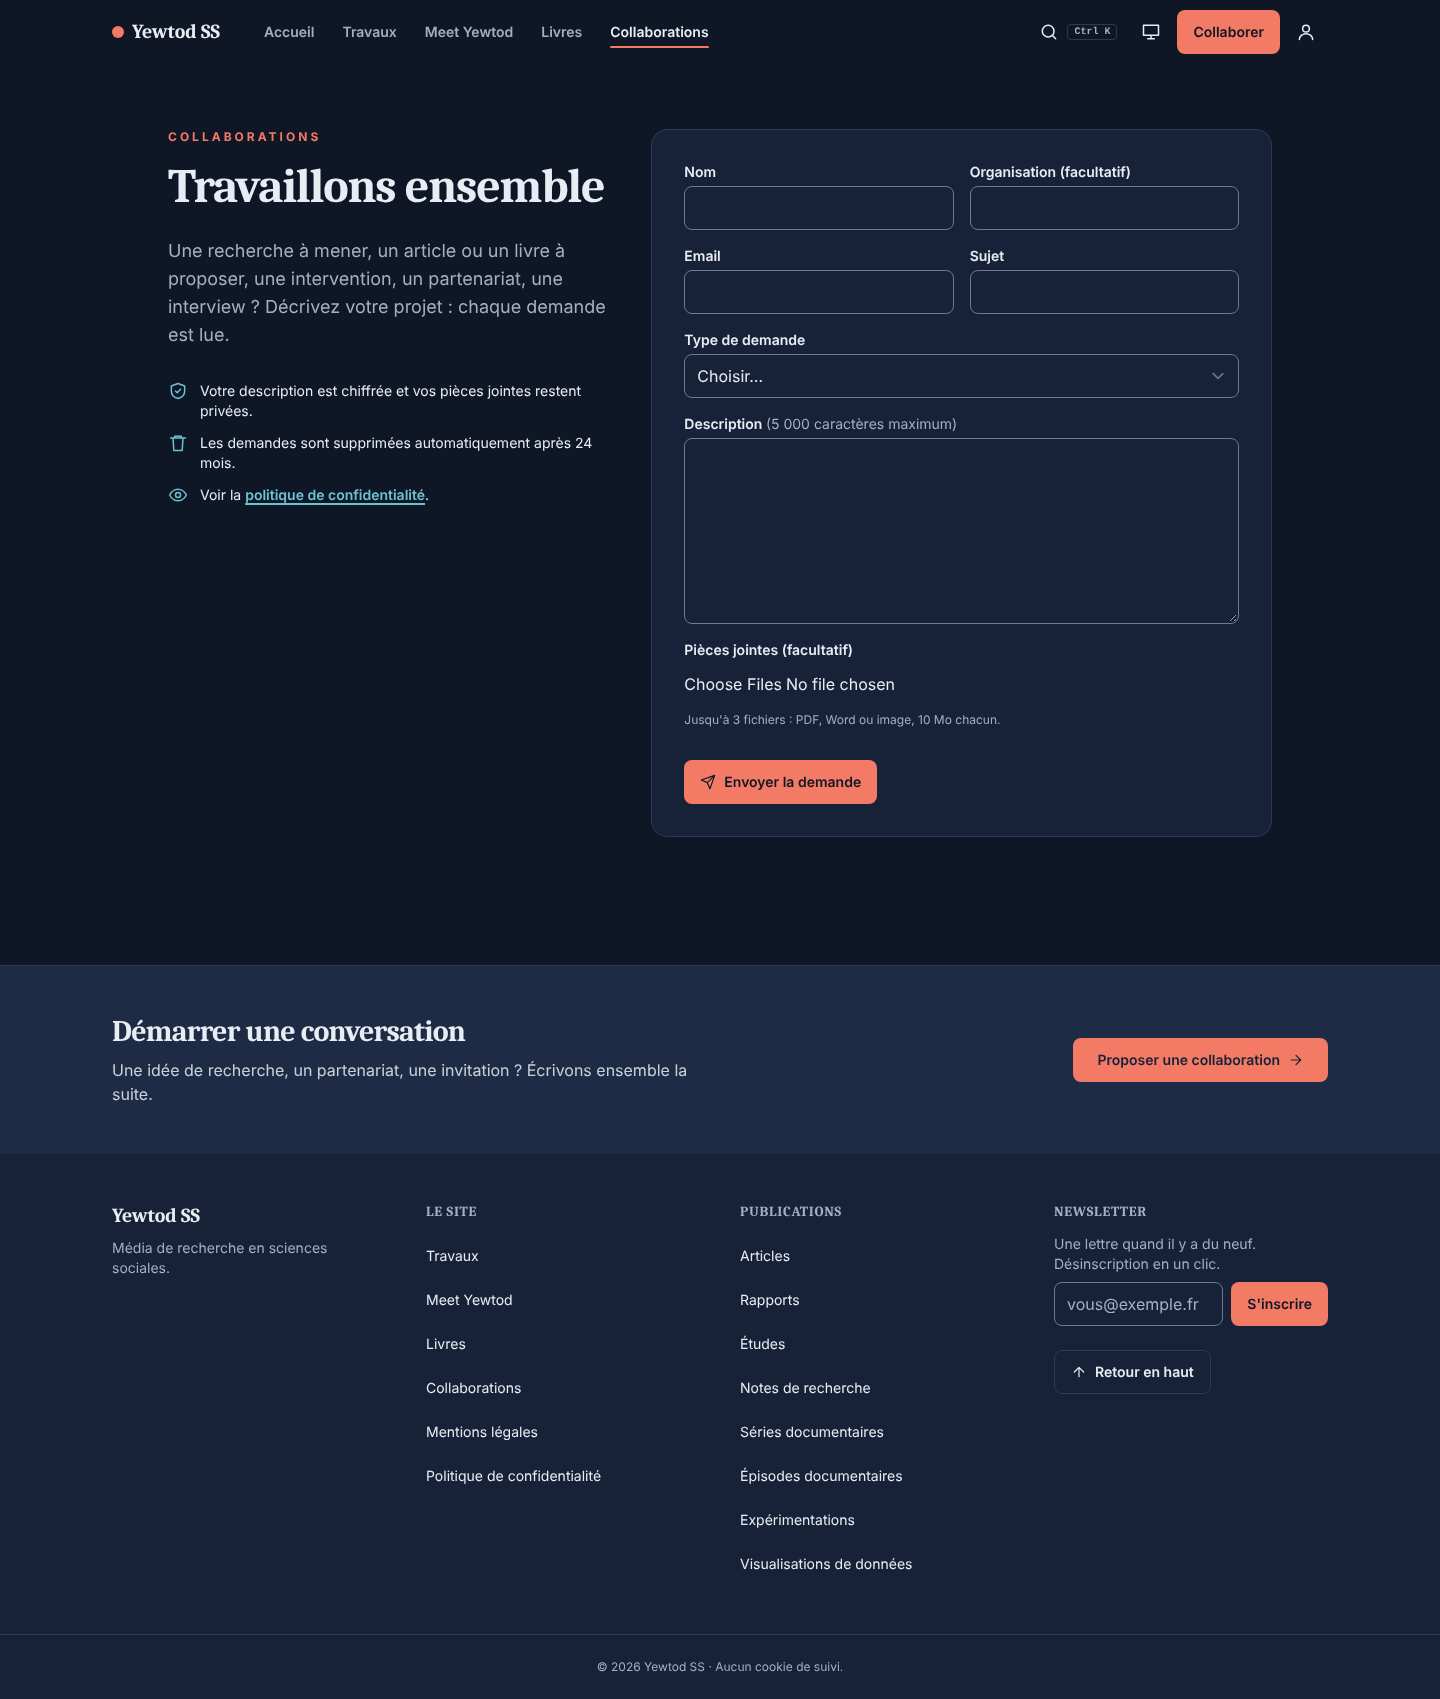 Yewtod SS
Accueil
Travaux
Meet Yewtod
Livres
Collaborations
Ctrl K
Collaborer
COLLABORATIONS
Travaillons ensemble
Une recherche à mener, un article ou un livre à
proposer, une intervention, un partenariat, une
interview ? Décrivez votre projet : chaque demande
est lue.
Votre description est chiffrée et vos pièces jointes restent
privées.
Les demandes sont supprimées automatiquement après 24
mois.
Voir la politique de confidentialité.
Nom
Organisation (facultatif)
Email
Sujet
Type de demande
Choisir…
Description (5 000 caractères maximum)
Pièces jointes (facultatif)
Choose Files No file chosen
Jusqu'à 3 fichiers : PDF, Word ou image, 10 Mo chacun.
Envoyer la demande
Démarrer une conversation
Une idée de recherche, un partenariat, une invitation ? Écrivons ensemble la
suite.
Proposer une collaboration
Yewtod SS
Média de recherche en sciences
sociales.
LE SITE
Travaux
Meet Yewtod
Livres
Collaborations
Mentions légales
Politique de confidentialité
PUBLICATIONS
Articles
Rapports
Études
Notes de recherche
Séries documentaires
Épisodes documentaires
Expérimentations
Visualisations de données
NEWSLETTER
Une lettre quand il y a du neuf.
Désinscription en un clic.
vous@exemple.fr
S'inscrire
Retour en haut
© 2026 Yewtod SS · Aucun cookie de suivi.